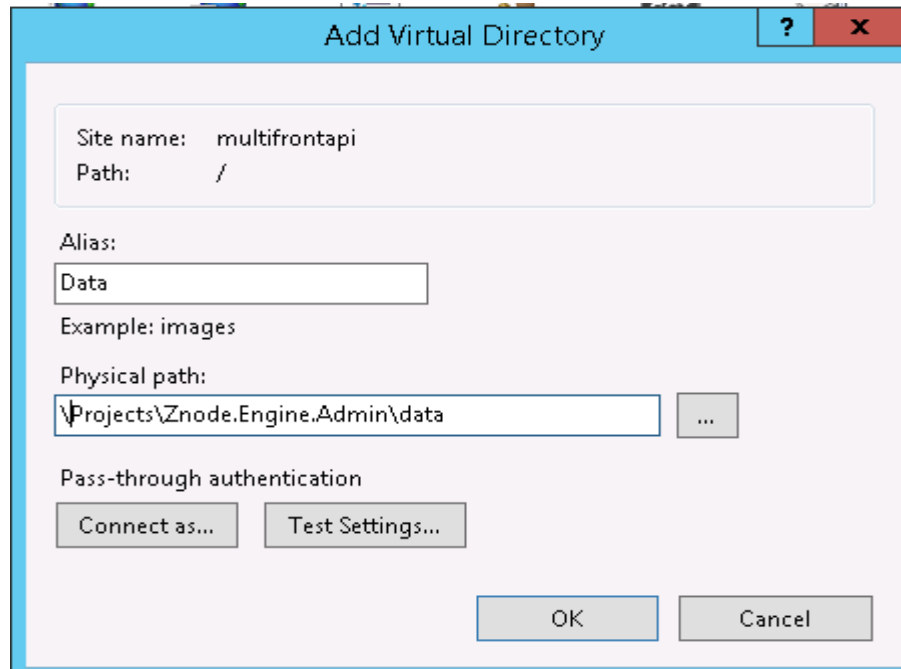 Add Virtual Directory
? x
Site name: multifrontapi
Path: /
Alias:
Data
Example: images
Physical path:
\Projects\Znode.Engine.Admin\data
...
Pass-through authentication
Connect as... Test Settings...
OK Cancel